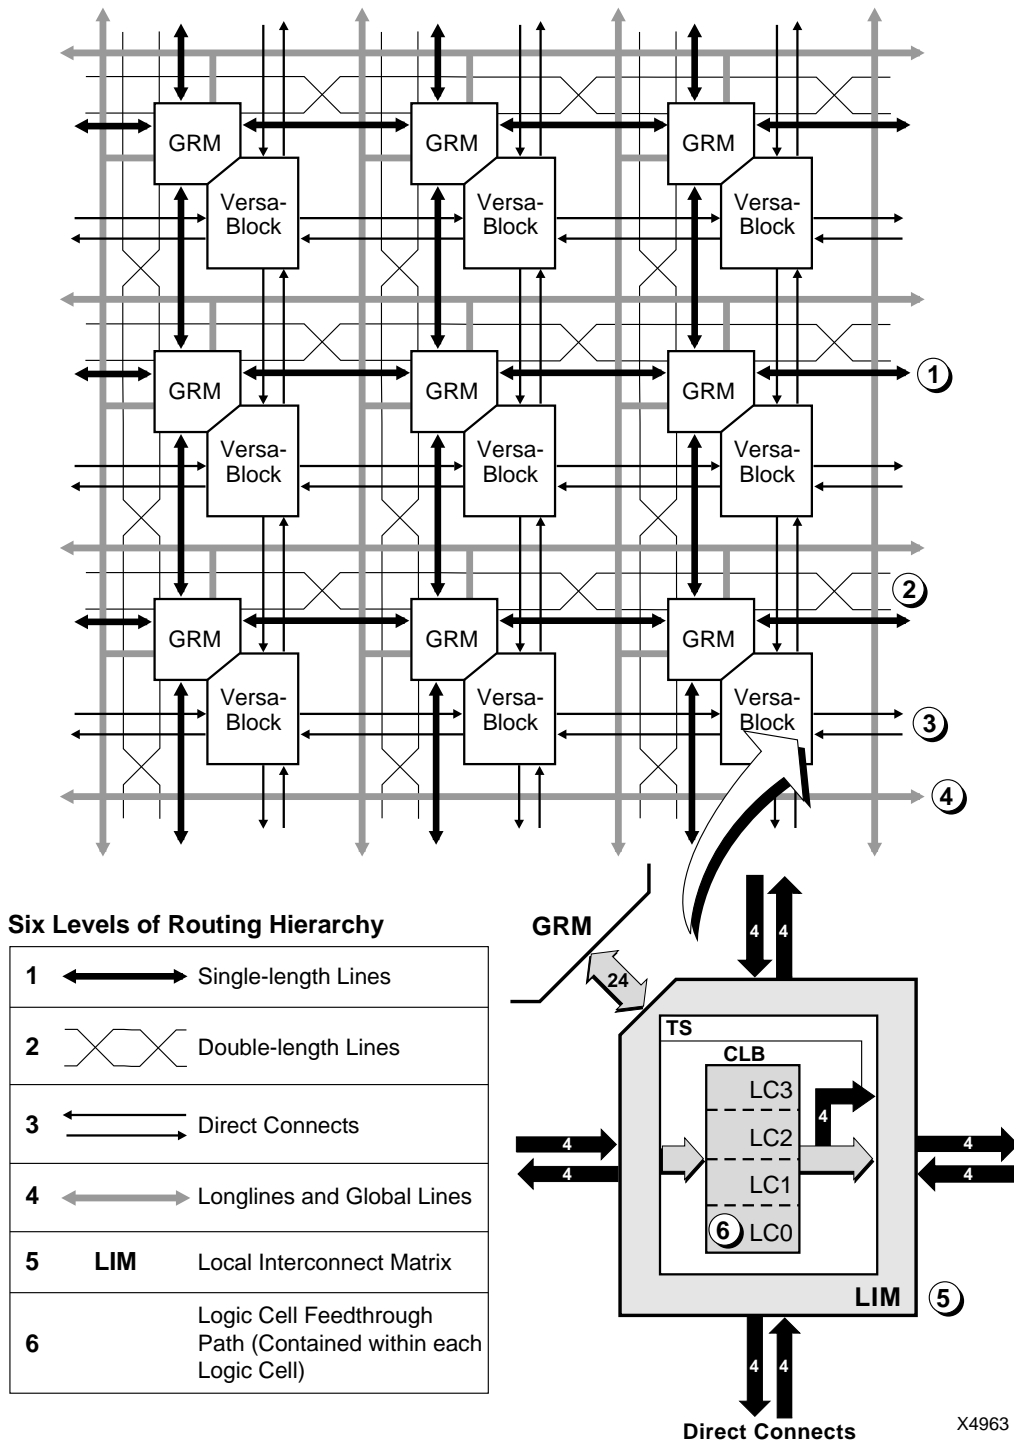 GRM GRM GRM
Versa- Versa- Versa-
Block Block Block
GRM GRM GRM
1
Versa- Versa- Versa-
Block Block Block
2
GRM GRM GRM
Versa- Versa- Versa-
Block Block Block
3
4
Six Levels of Routing Hierarchy
1 Single-length Lines
2 Double-length Lines
3 Direct Connects
4 Longlines and Global Lines
5 LIM Local Interconnect Matrix
6 Logic Cell Feedthrough
Path (Contained within each
Logic Cell)
GRM
24
4 4
TS
CLB
LC3
4
LC2
4 4
4 4
LC1
6 LC0
LIM 5
4 4
Direct Connects
X4963